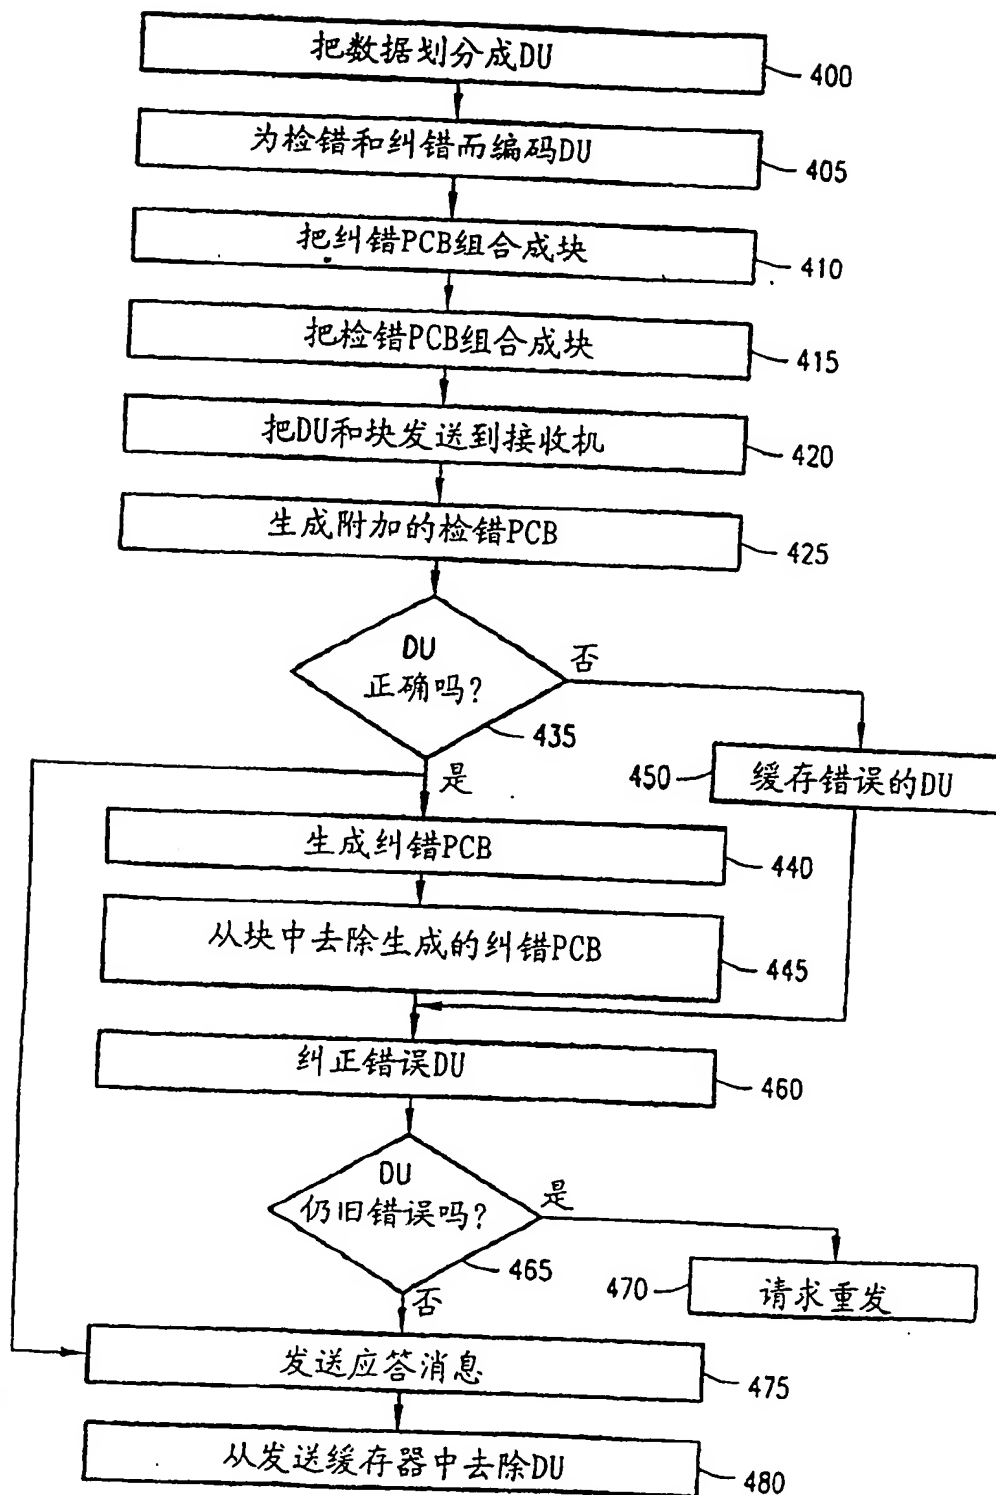 把数据划分成DU
400
为检错和纠错而编码DU
405
把纠错PCB组合成块
410
把检错PCB组合成块
415
把DU和块发送到接收机
420
生成附加的检错PCB
425
DU
正确吗?
否
435
是
450
缓存错误的DU
生成纠错PCB
440
从块中去除生成的纠错PCB
445
纠正错误DU
460
DU
仍旧错误吗?
是
465
否
470
请求重发
发送应答消息
475
从发送缓存器中去除DU
480